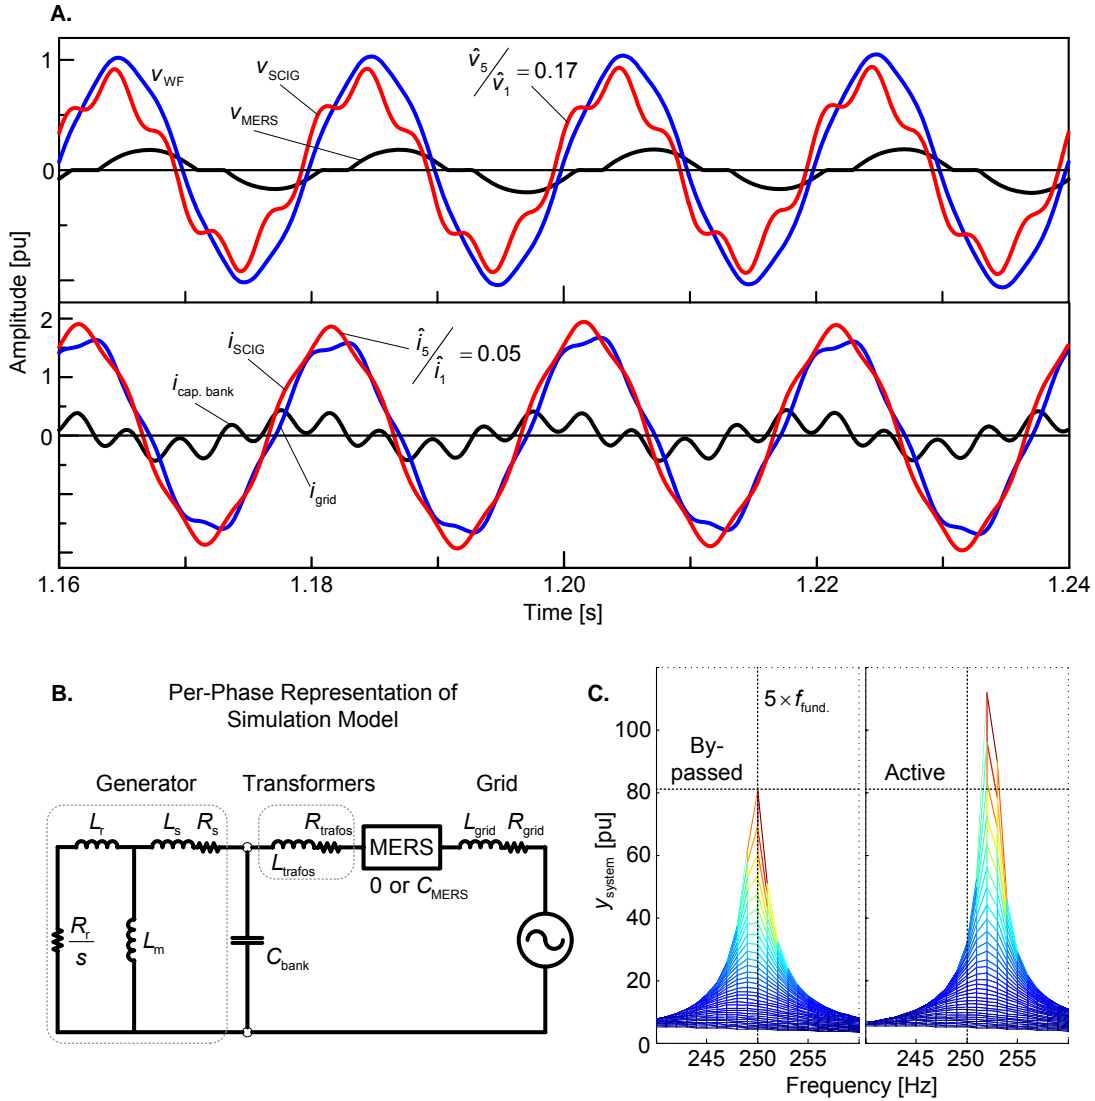 A.
1
0
Amplitude [pu]
v_WF
v_SCIG
v_MERS
v̂_5/v̂_1 = 0.17
2
1
0
i_SCIG
î_5/î_1 = 0.05
i_cap. bank
i_grid
1.16 1.18 1.20 1.22 1.24
Time [s]
B.
Per-Phase Representation of
Simulation Model
Generator Transformers Grid
L_r L_s R_s R_trafos L_grid R_grid
L_trafos
MERS
0 or C_MERS
R_r/s
L_m
C_bank
C.
5 × f_fund.
By-
passed
Active
y_system [pu]
100
80
60
40
20
0
245 250 255 245 250 255
Frequency [Hz]